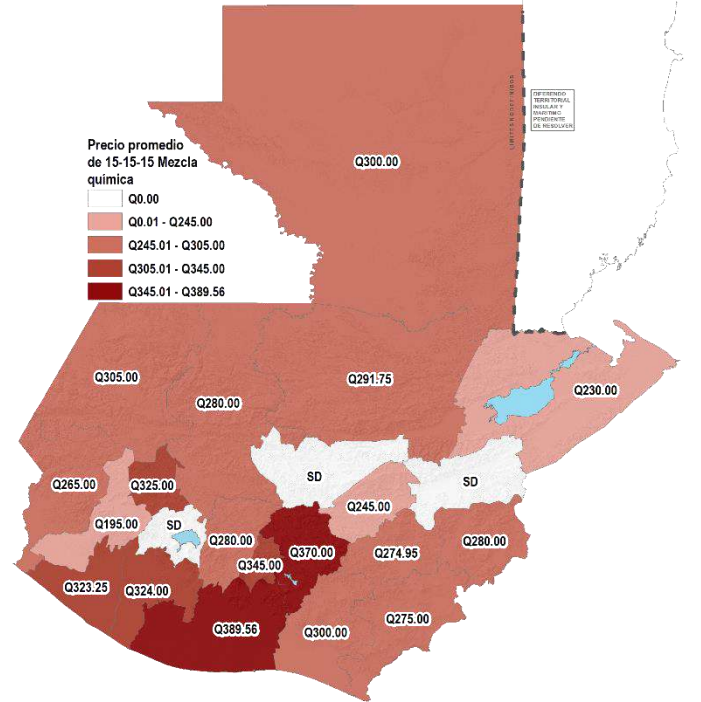 DIFERENDO
TERRITORIAL
INSULAR Y
MARITIMO
PENDIENTE
DE RESOLVER
Precio promedio
de 15-15-15 Mezcla
química
Q0.00
Q0.01 - Q245.00
Q245.01 - Q305.00
Q305.01 - Q345.00
Q345.01 - Q389.56
Q300.00
Q305.00
Q291.75
Q280.00
Q230.00
Q265.00
Q325.00
SD
SD
Q245.00
Q195.00
SD
Q280.00
Q345.00
Q370.00
Q274.95
Q280.00
Q323.25
Q324.00
Q389.56
Q300.00
Q275.00